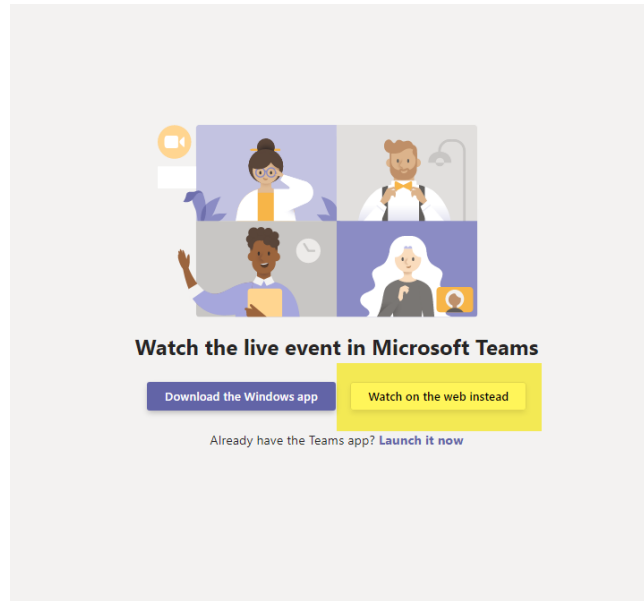 Watch the live event in Microsoft Teams
Download the Windows app
Watch on the web instead
Already have the Teams app? Launch it now